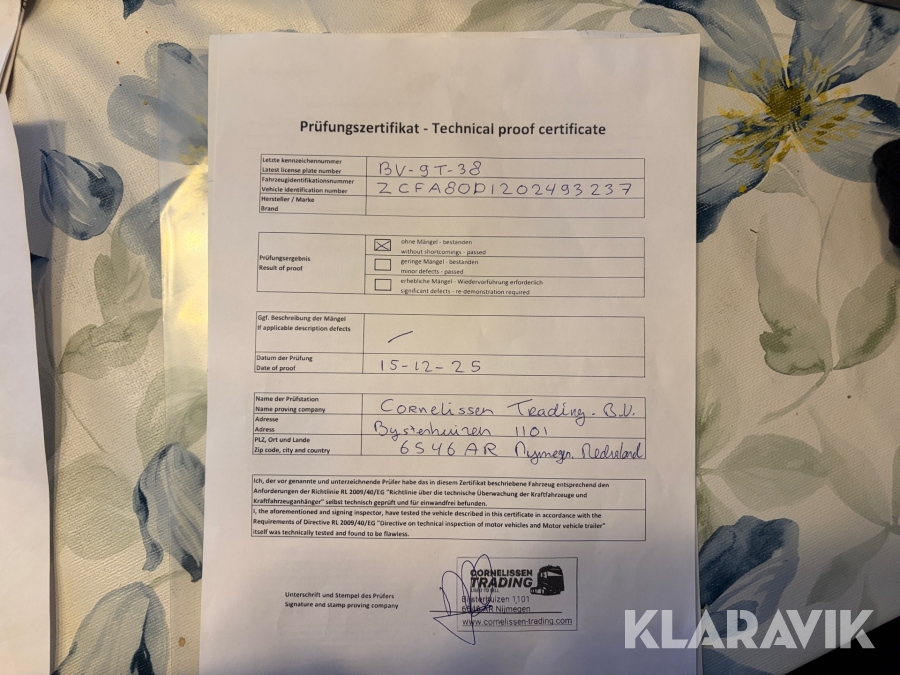 Prüfungszertifikat - Technical proof certificate
Letzte kennzeichennummer
Latest license plate number
BV-9T-38
Fahrzeugidentifikationsnummer
Vehicle identification number
ZCFA80D1202493237
Hersteller / Marke
Brand
Prüfungsergebnis
Result of proof
ohne Mängel - bestanden
without shortcomings - passed
geringe Mängel - bestanden
minor defects - passed
erhebliche Mängel - Wiedervorführung erforderlich
significant defects - re-demonstration required
Ggf. Beschreibung der Mängel
If applicable description defects
Datum der Prüfung
Date of proof
15-12-25
Name der Prüfstation
Name proving company
Cornelissen Trading. B.V.
Adresse
Adress
Bysterhuizen 1101
PLZ, Ort und Lande
Zip code, city and country
6546 AR Nymegen, Nederland
Ich, der vor genannte und unterzeichnende Prüfer habe das in diesem Zertifikat beschriebene Fahrzeug entsprechend den
Anforderungen der Richtlinie RL 2009/40/EG "Richtlinie über die technische Überwachung der Kraftfahrzeuge und
Kraftfahrzeuganhänger" selbst technisch geprüft und für einwandfrei befunden.
I, the aforementioned and signing inspector, have tested the vehicle described in this certificate in accordance with the
Requirements of Directive RL 2009/40/EG "Directive on technical inspection of motor vehicles and Motor vehicle trailer"
itself was technically tested and found to be flawless.
Unterschrift und Stempel des Prüfers
Signature and stamp proving company
CORNELISSEN
TRADING
Bijsterhuizen 1,101
6546 AR Nijmegen
www.cornelissen-trading.com
KLARAVIK